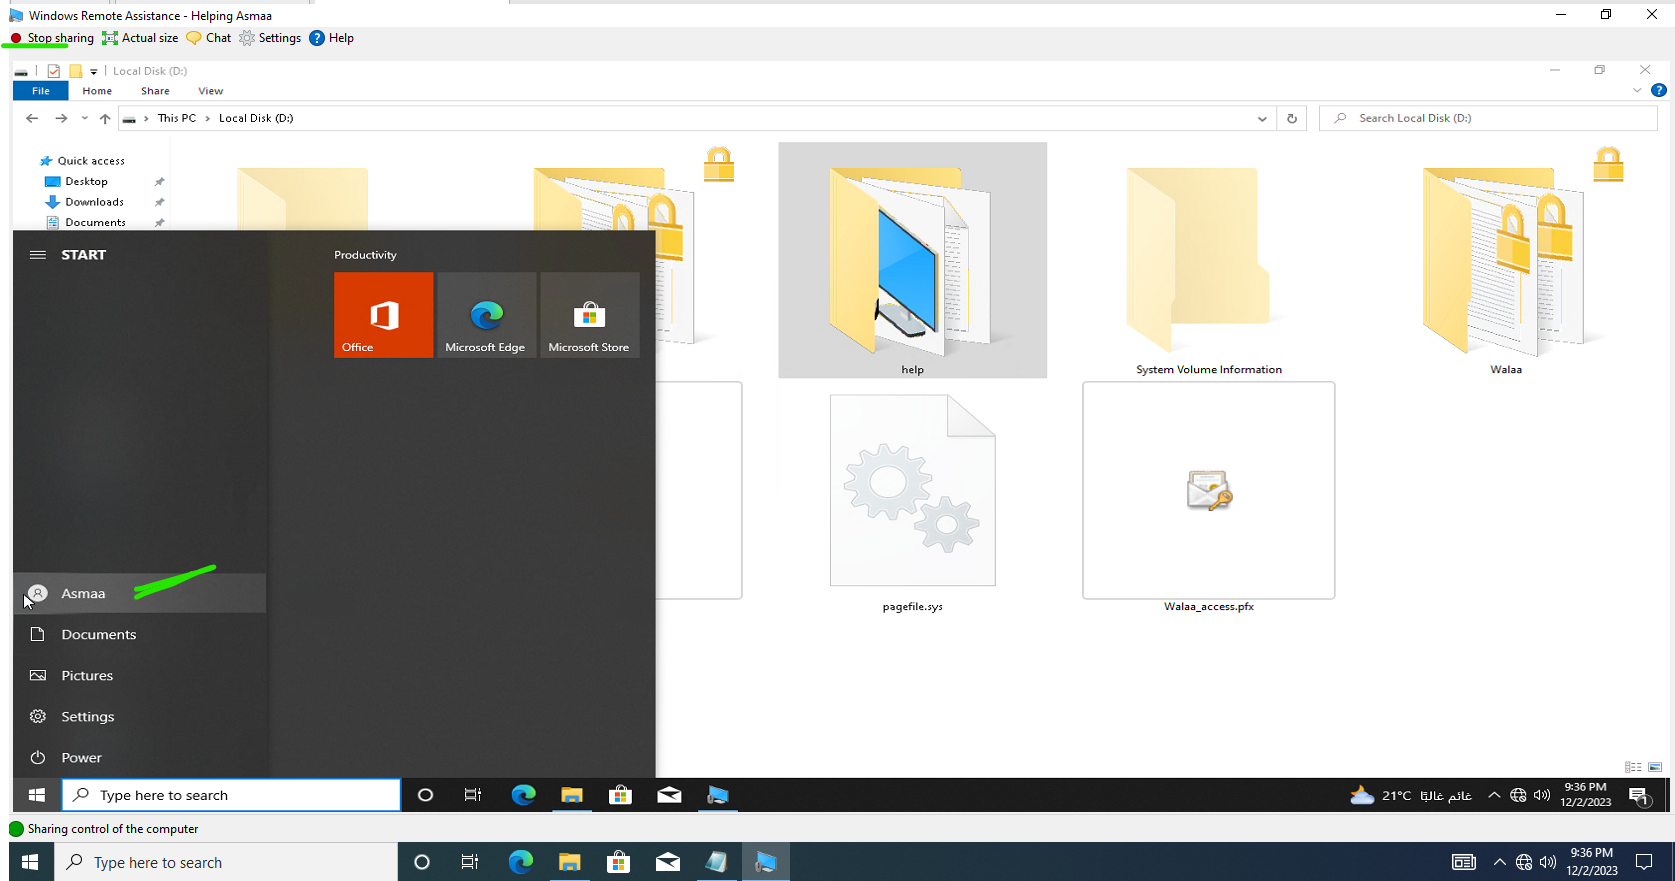 Windows Remote Assistance - Helping Asmaa
Stop sharing Actual size Chat Settings Help
Local Disk (D:)
File Home Share View
This PC > Local Disk (D:)
Search Local Disk (D:)
Quick access
Desktop
Downloads
Documents
START
Productivity
Office
Microsoft Edge
Microsoft Store
help
System Volume Information
Walaa
pagefile.sys
Walaa_access.pfx
Asmaa
Documents
Pictures
Settings
Power
Type here to search
21°C غائم غالبًا
9:36 PM
12/2/2023
1
Sharing control of the computer
Type here to search
9:36 PM
12/2/2023